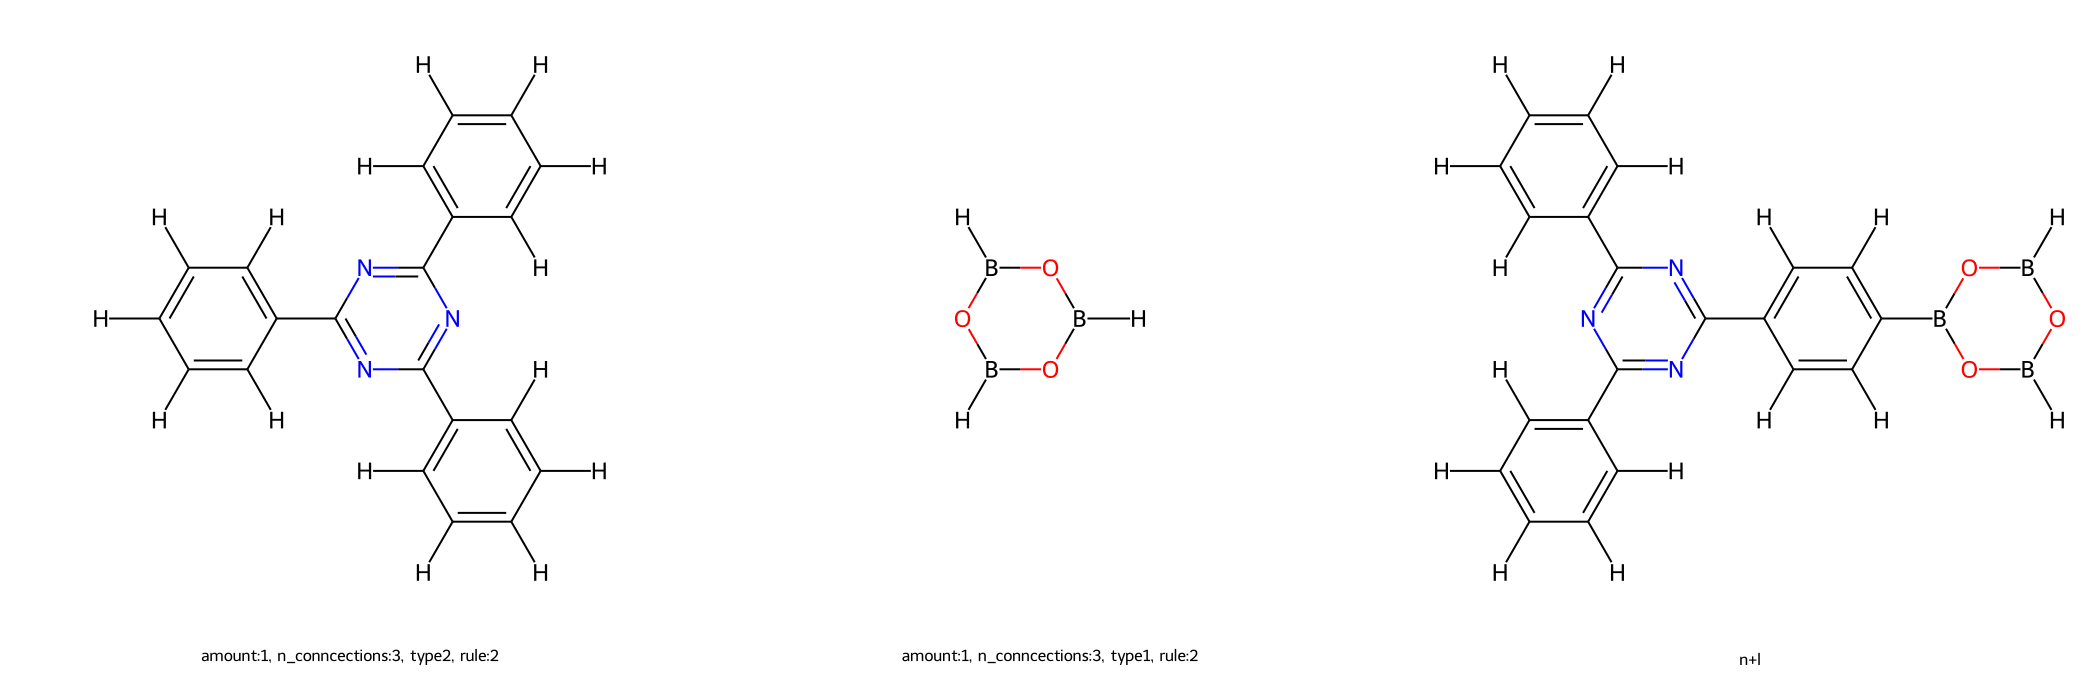 H H
H H
H H
N H
H N
N H
H H H
H H
H H
H
B O
O B H
B O
H
H H
H H
H H H
H N O B
N B O
H N O B
H H H
H H
H H
amount:1, n_conncections:3, type2, rule:2
amount:1, n_conncections:3, type1, rule:2
n+l